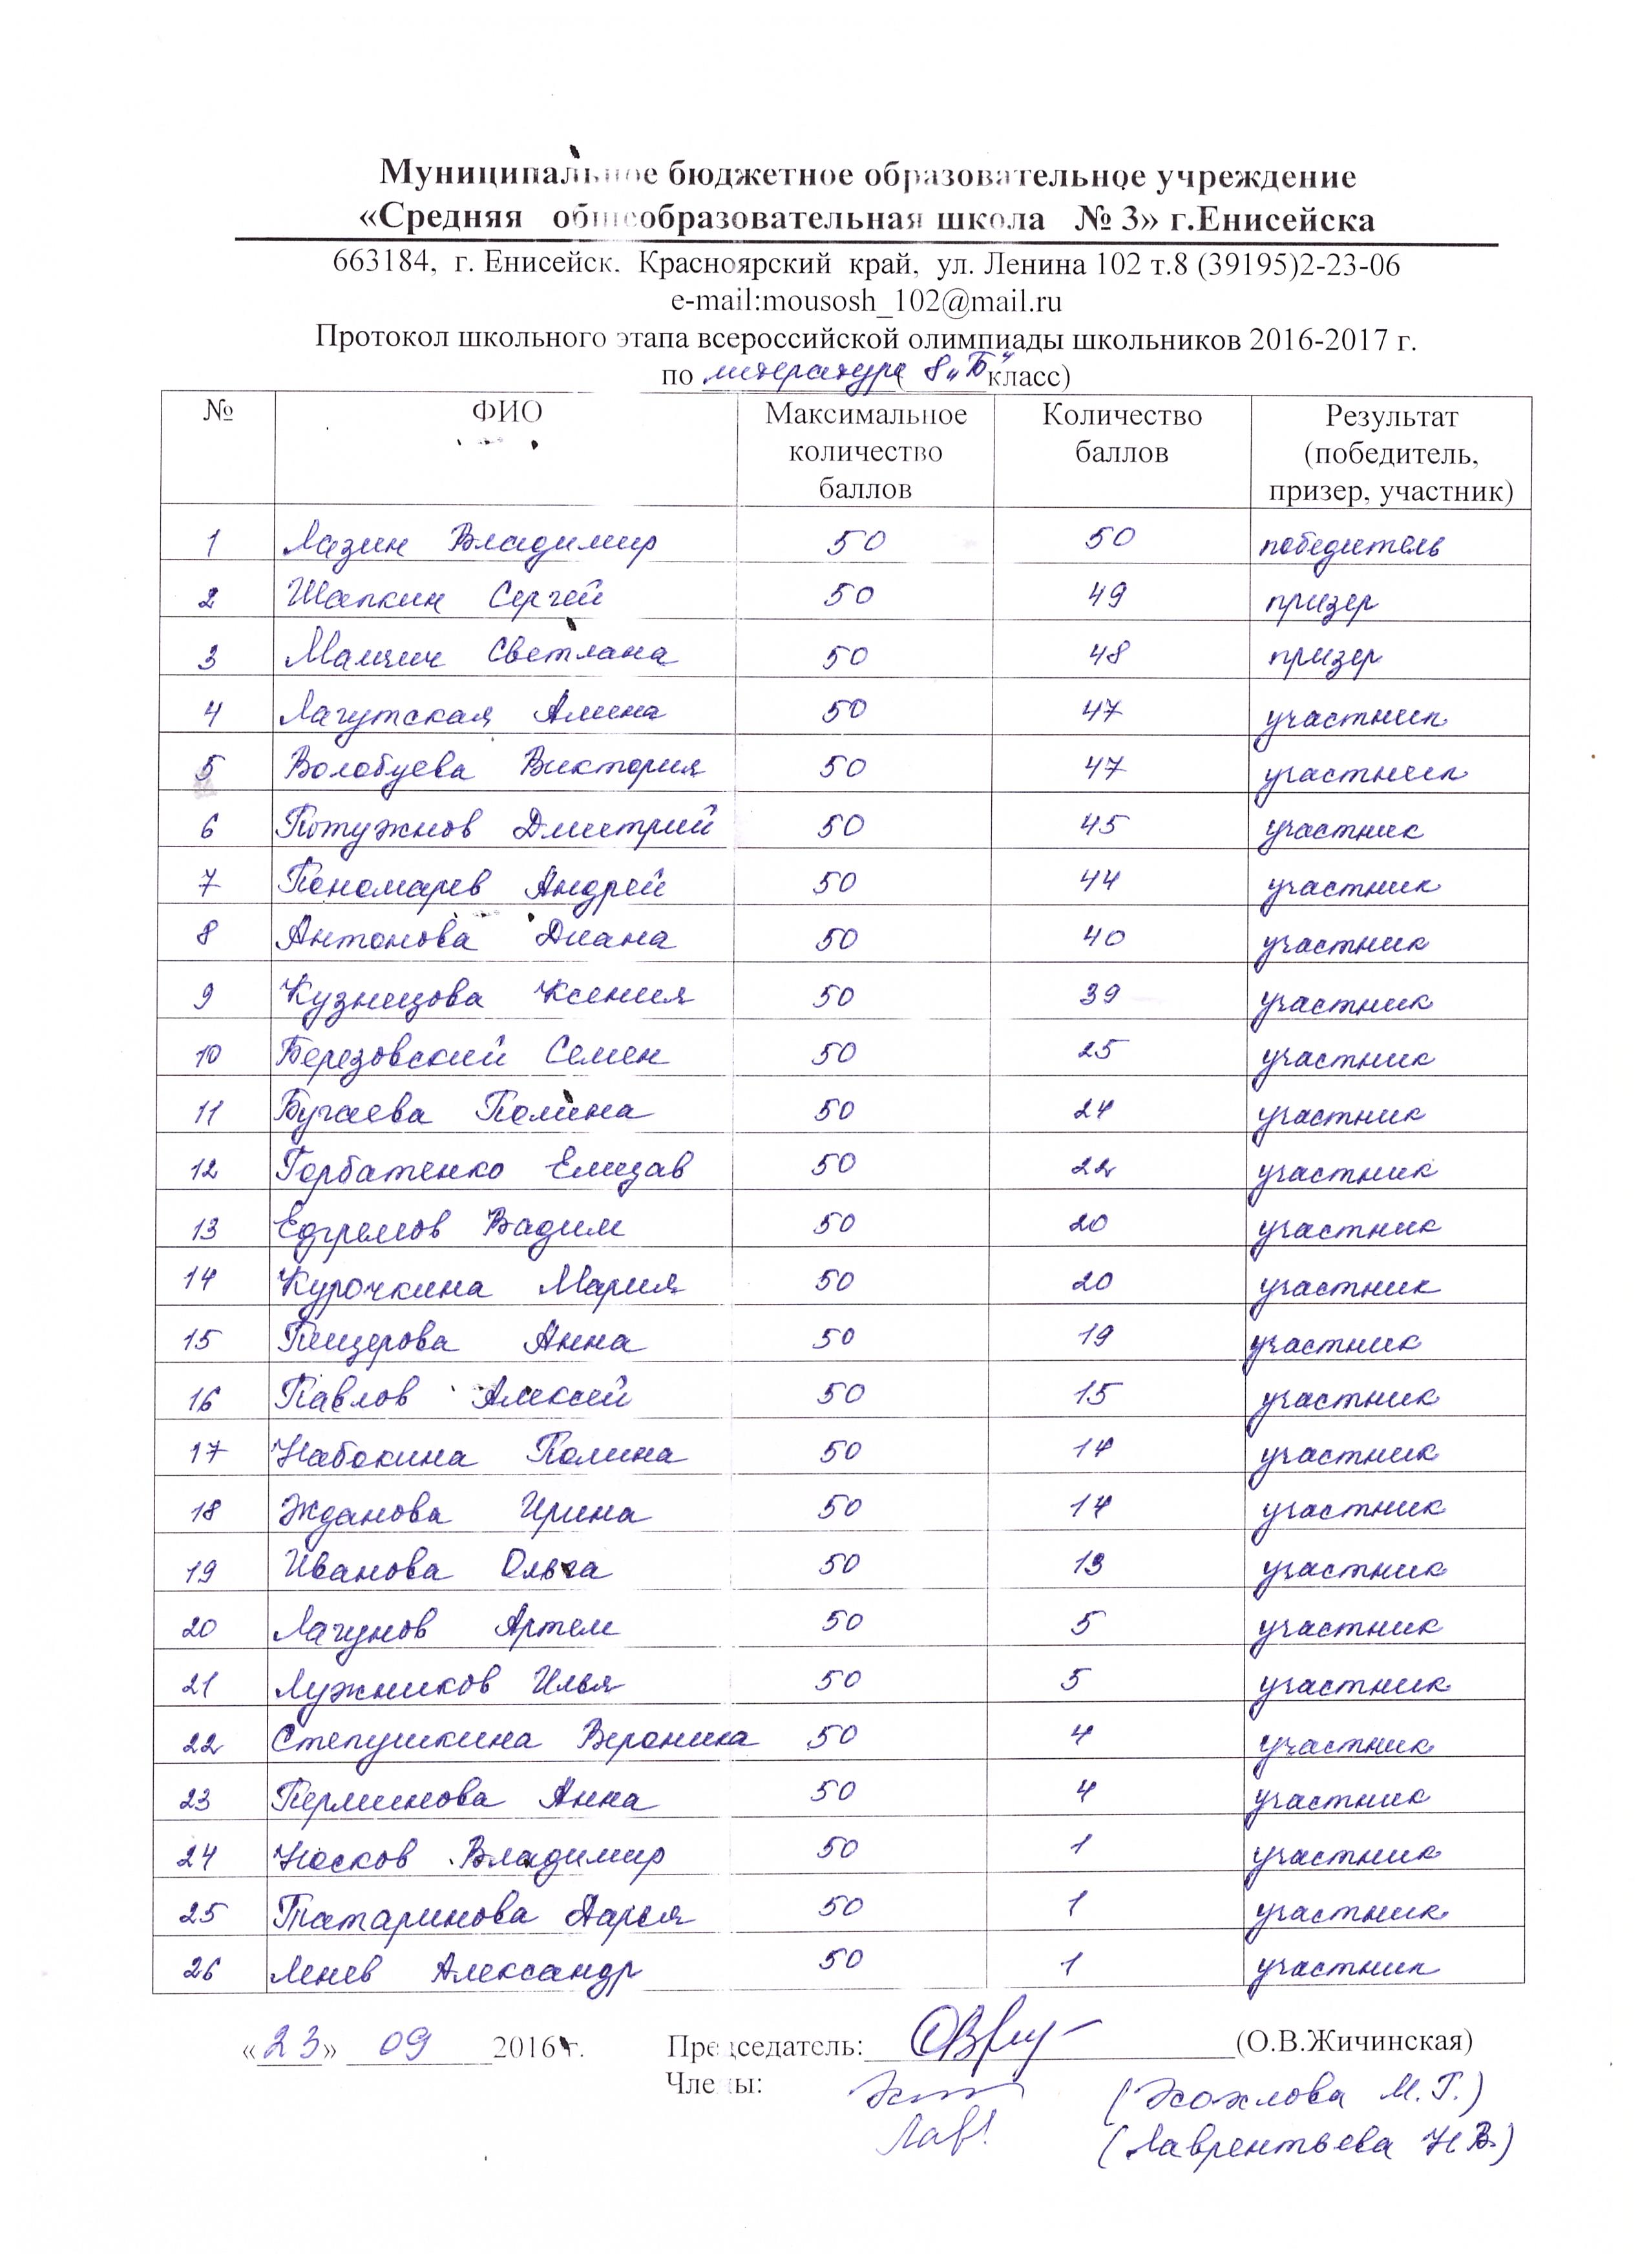 Муниципальное бюджетное образовательное учреждение
«Средняя общеобразовательная школа № 3» г.Енисейска
663184, г. Енисейск. Красноярский край, ул. Ленина 102 т.8 (39195)2-23-06
e-mail:mousosh_102@mail.ru
Протокол школьного этапа всероссийской олимпиады школьников 2016-2017 г.
по литературе ( 8 „Б" класс)
№ ФИО Максимальное количество баллов Количество баллов Результат (победитель, призер, участник)
1 Лазин Владимир 50 50 победитель
2 Шапкин Сергей 50 49 призер
3 Светлана 50 48 призер
4 Лагутская Алина 50 47 участник
5 Волобуева Виктория 50 47 участник
6 Потужнов Дмитрий 50 45 участник
7 Пономарев Андрей 50 44 участник
8 Антонова Диана 50 40 участник
9 Кузнецова Ксения 50 39 участник
10 Березовский Семен 50 25 участник
11 Бугаева Полина 50 24 участник
12 Горбатенко Елизав 50 22 участник
13 Вадим 50 20 участник
14 Курочкина Мария 50 20 участник
15 Пещерова Анна 50 19 участник
16 Павлов Алексей 50 15 участник
17 Набокина Полина 50 14 участник
18 Жданова Ирина 50 14 участник
19 Иванова Ольга 50 13 участник
20 Лагунов Артем 50 5 участник
21 Лужников Илья 50 5 участник
22 Степушкина Вероника 50 4 участник
23 Перминова Анна 50 4 участник
24 Носков Владимир 50 1 участник
25 Татаринова Дарья 50 1 участник
26 Ленев Александр 50 1 участник
«23» 09 2016 г. Председатель: (О.В.Жичинская)
Члены: (Хохлова М.Г.)
(Лаврентьева Н.В.)